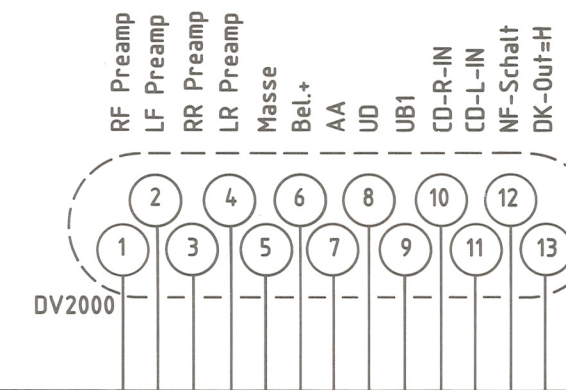 RF Preamp
LF Preamp
RR Preamp
LR Preamp
Masse
Bel.+
AA
UD
UB1
CD-R-IN
CD-L-IN
NF-Schalt
DK-Out=H
2
4
6
8
10
12
1
3
5
7
9
11
13
DV2000